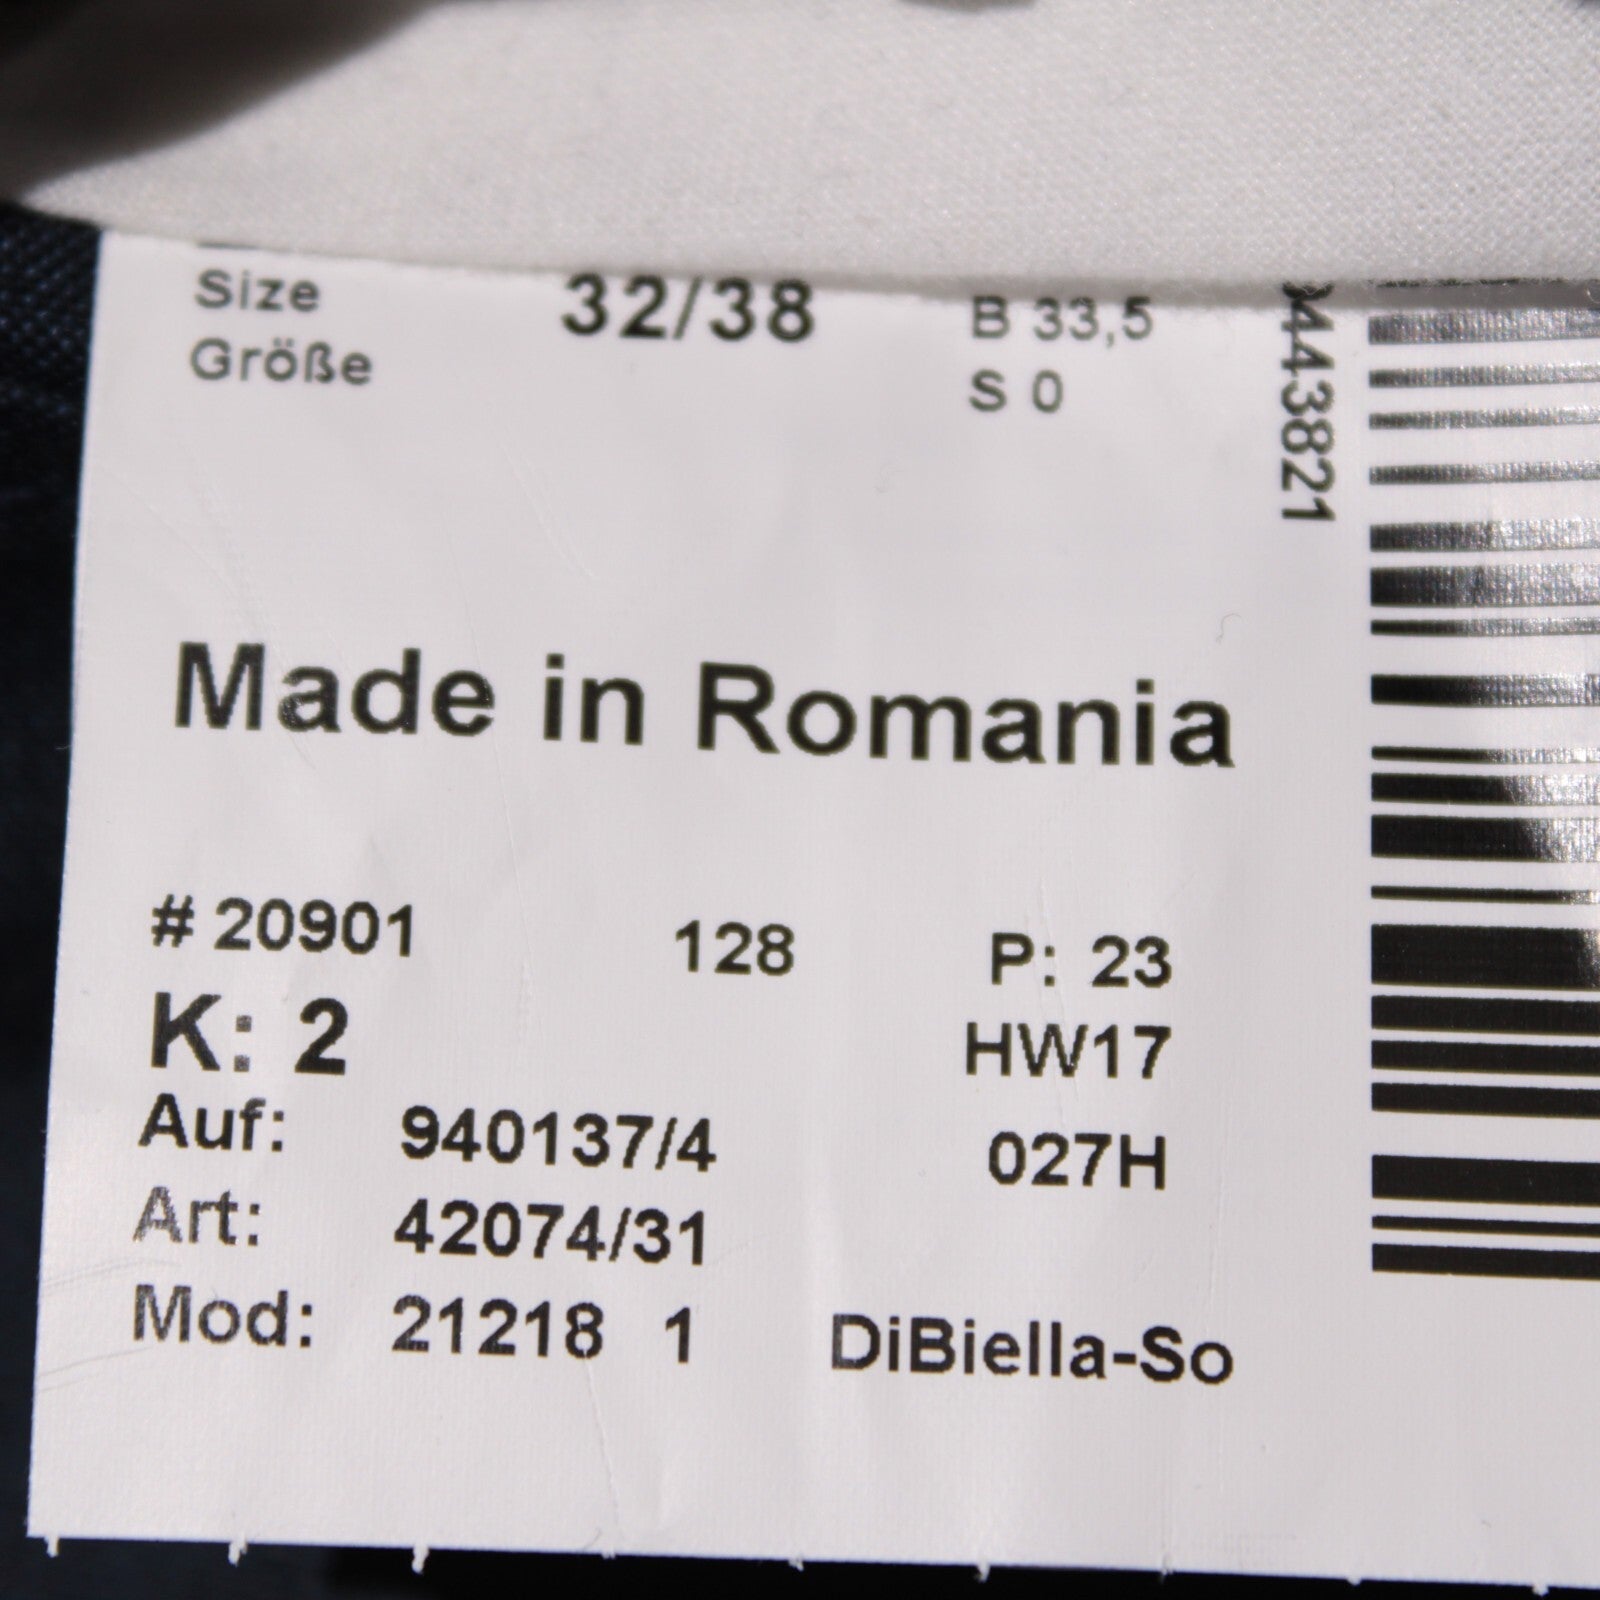 Size 32/38 B 33,5
Größe S 0
443821
Made in Romania
# 20901 128 P: 23
K: 2 HW17
Auf: 940137/4 027H
Art: 42074/31
Mod: 21218 1 DiBiella-So